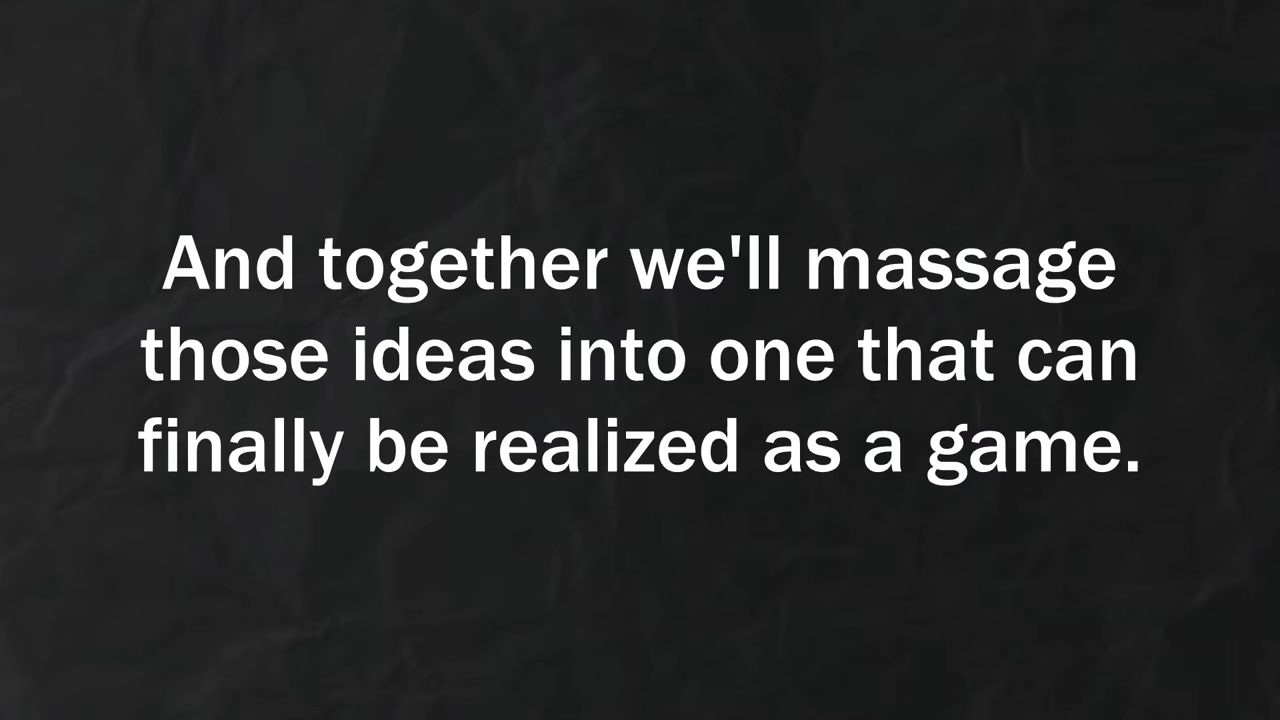 And together we'll massage
those ideas into one that can
finally be realized as a game.